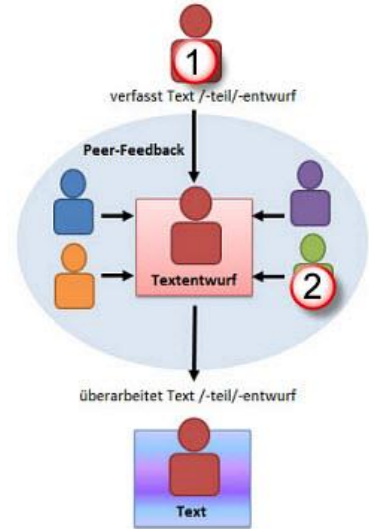 1
verfasst Text /-teil/-entwurf
Peer-Feedback
Textentwurf
2
überarbeitet Text /-teil/-entwurf
Text